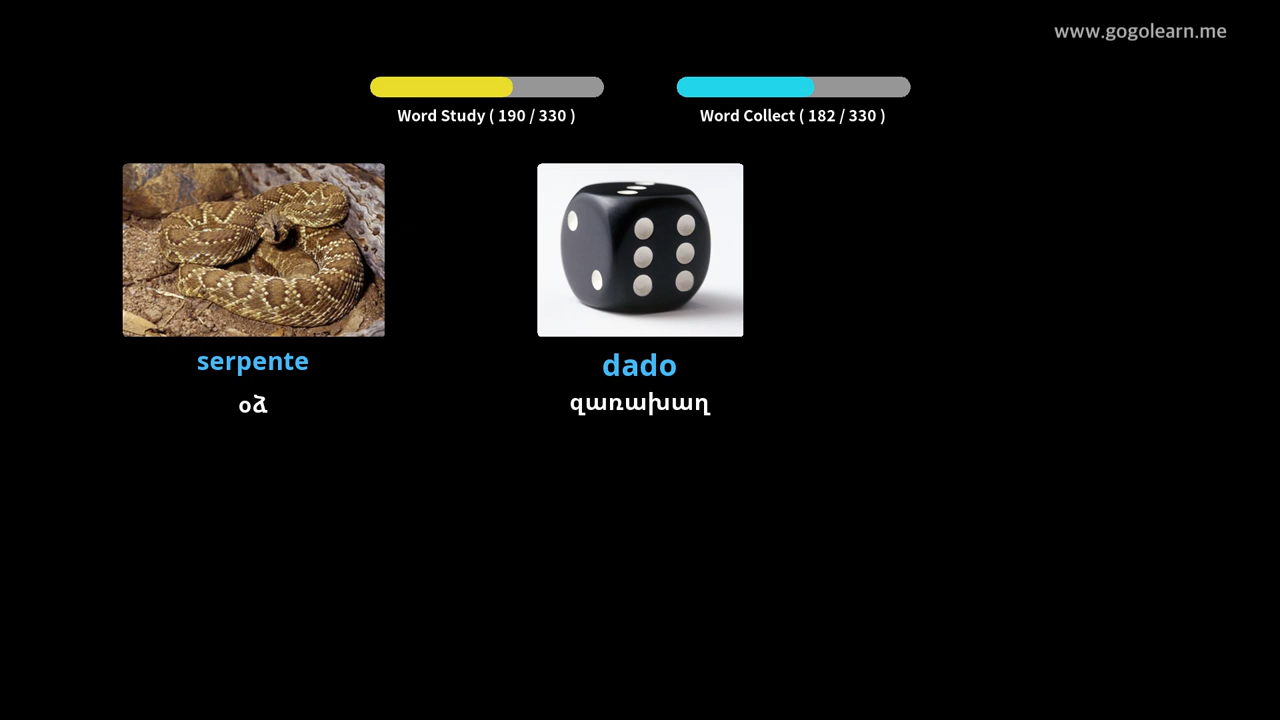 www.gogolearn.me
Word Study ( 190 / 330 )
Word Collect ( 182 / 330 )
serpente
օձ
dado
զառախաղ